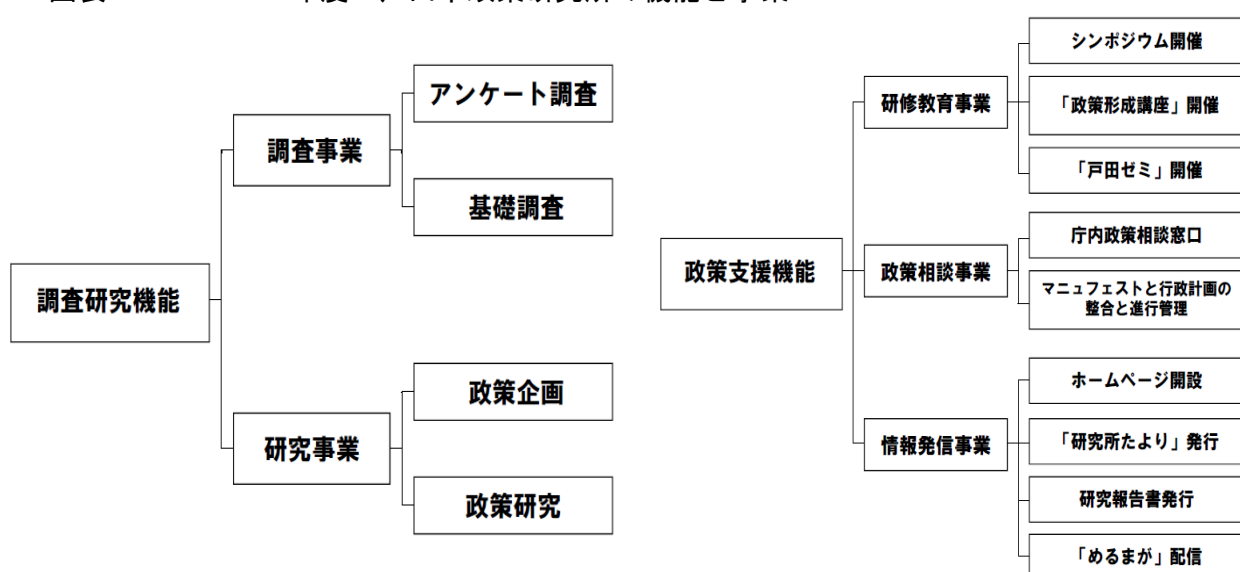 調査研究機能
調査事業
アンケート調査
基礎調査
研究事業
政策企画
政策研究
政策支援機能
研修教育事業
シンポジウム開催
「政策形成講座」開催
「戸田ゼミ」開催
政策相談事業
庁内政策相談窓口
マニュフェストと行政計画の
整合と進行管理
情報発信事業
ホームページ開設
「研究所たより」発行
研究報告書発行
「めるまが」配信